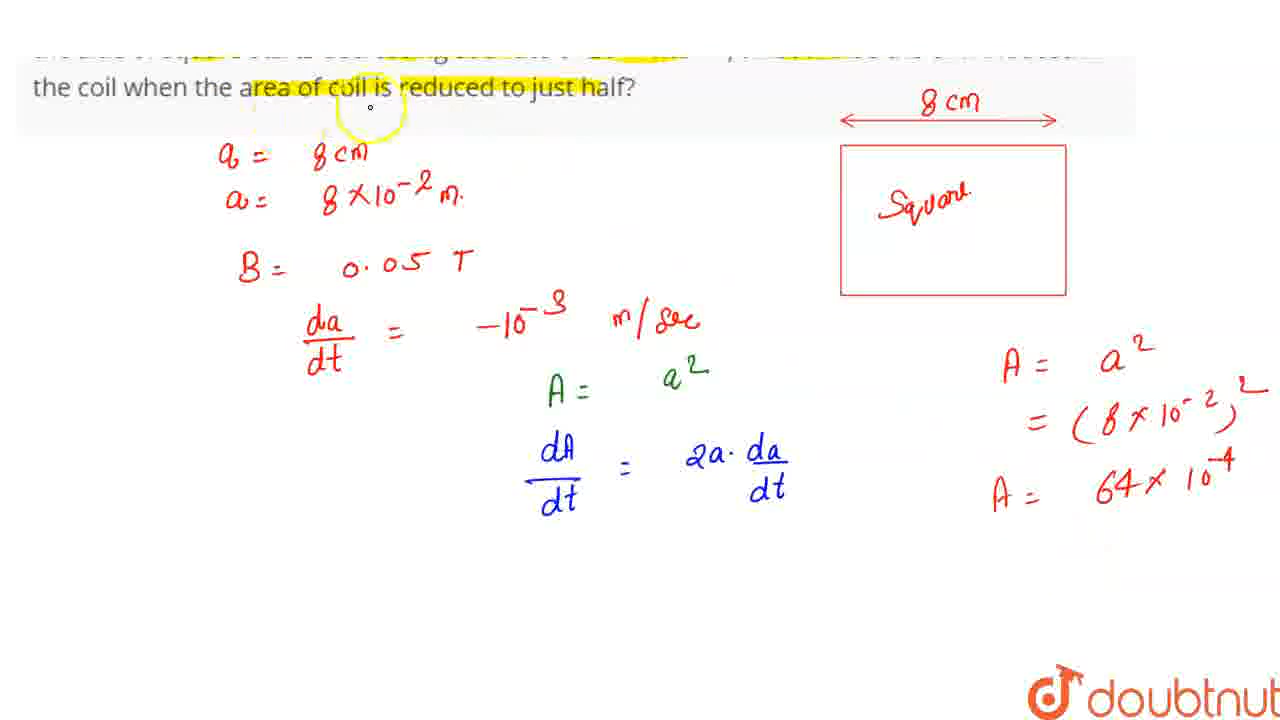 the coil when the area of coil is reduced to just half?
8 cm
a = 8 cm
a = 8 × 10⁻² m.
Square
B = 0.05 T
da/dt = -10⁻³ m/sec
A = a²
dA/dt = 2a. da/dt
A = a²
= (8 × 10⁻²)²
A = 64 × 10⁻⁴
doubtnut